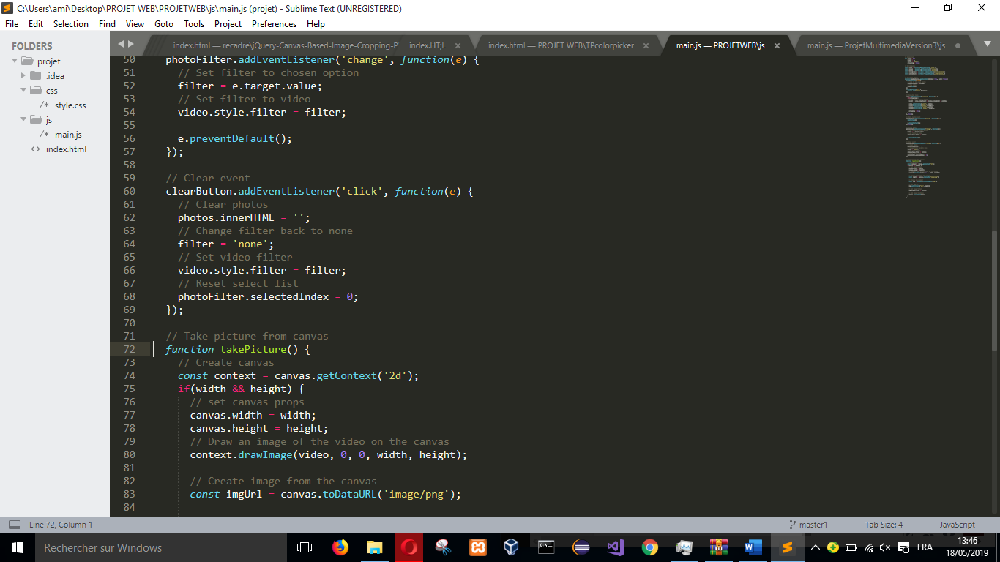 C:\Users\ami\Desktop\PROJET WEB\PROJETWEB\js\main.js (projet) - Sublime Text (UNREGISTERED)
File Edit Selection Find View Goto Tools Project Preferences Help
FOLDERS
projet
.idea
css
/* style.css
js
/* main.js
<> index.html
index.html — recadre\jQuery-Canvas-Based-Image-Cropping-P
index.HT;L ×
index.html — PROJET WEB\TPcolorpicker ×
main.js — PROJETWEB\js ×
main.js — ProjetMultimediaVersion3\js
50 photoFilter.addEventListener('change', function(e) {
51 // Set filter to chosen option
52 filter = e.target.value;
53 // Set filter to video
54 video.style.filter = filter;
55
56 e.preventDefault();
57 });
58
59 // Clear event
60 clearButton.addEventListener('click', function(e) {
61 // Clear photos
62 photos.innerHTML = '';
63 // Change filter back to none
64 filter = 'none';
65 // Set video filter
66 video.style.filter = filter;
67 // Reset select list
68 photoFilter.selectedIndex = 0;
69 });
70
71 // Take picture from canvas
72 function takePicture() {
73 // Create canvas
74 const context = canvas.getContext('2d');
75 if(width && height) {
76 // set canvas props
77 canvas.width = width;
78 canvas.height = height;
79 // Draw an image of the video on the canvas
80 context.drawImage(video, 0, 0, width, height);
81
82 // Create image from the canvas
83 const imgUrl = canvas.toDataURL('image/png');
84
Line 72, Column 1
master1
Tab Size: 4
JavaScript
Rechercher sur Windows
FRA
13:46
18/05/2019